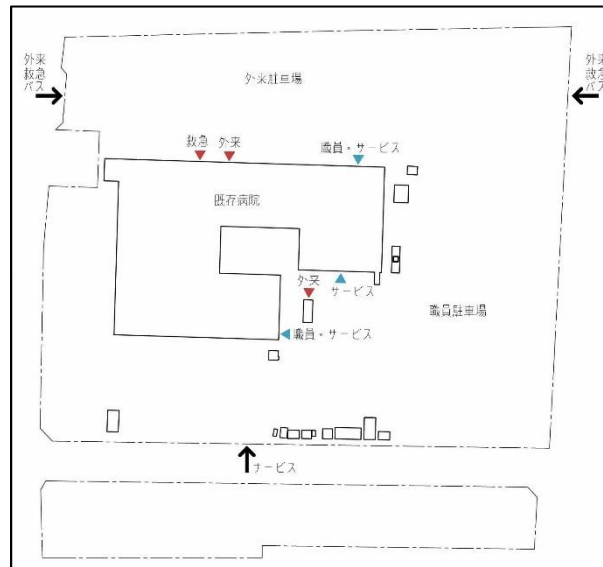 外来
救急
バス
外来駐車場
外来
救急
バス
救急
外来
職員・サービス
既存病院
外来
サービス
職員駐車場
職員・サービス
サービス